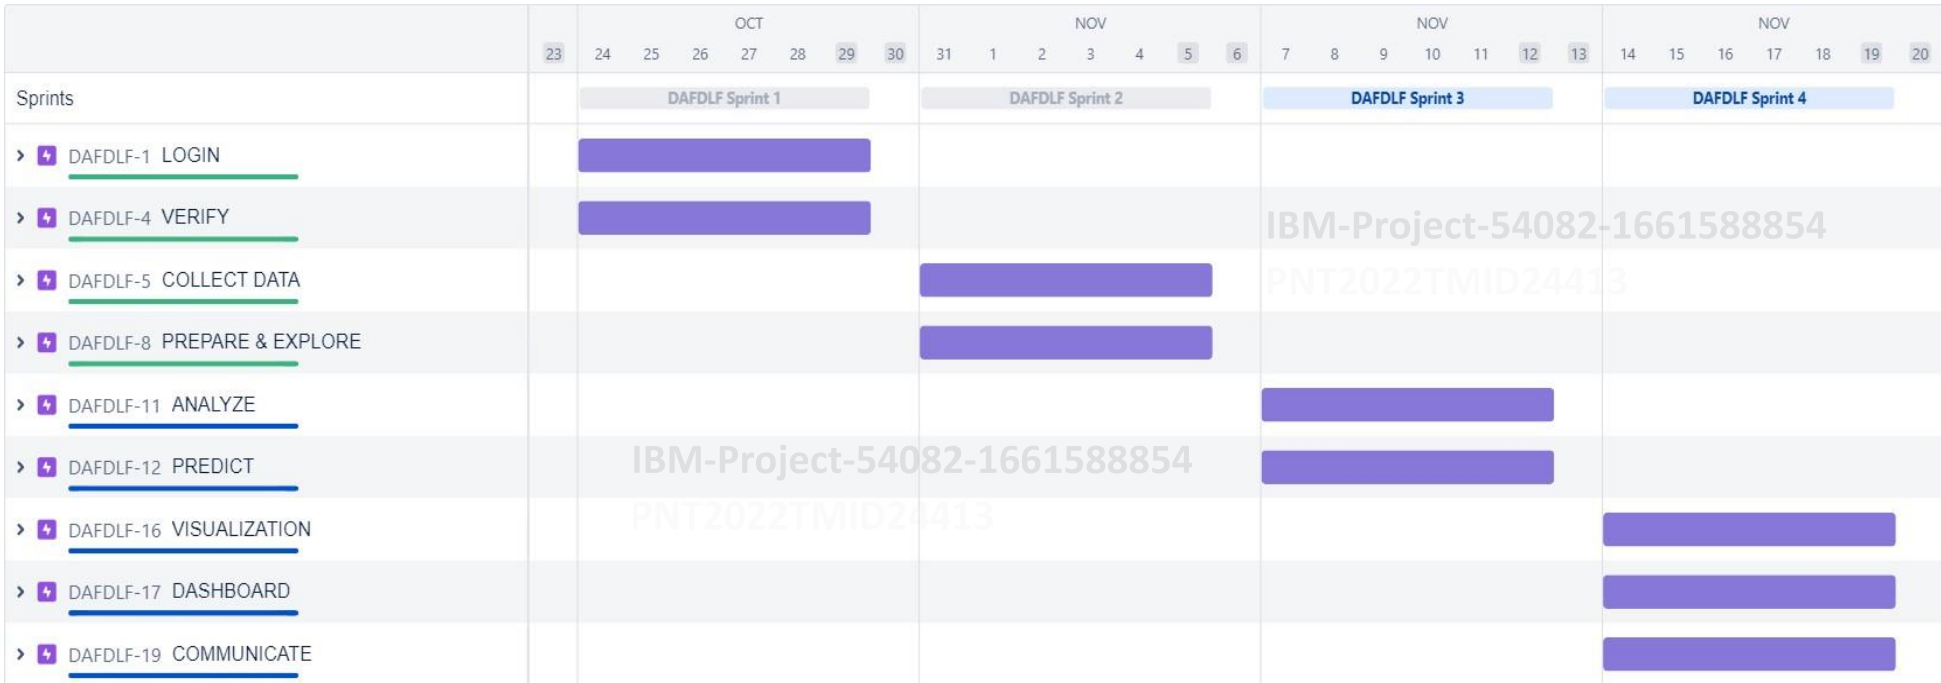 OCT NOV NOV NOV
23 24 25 26 27 28 29 30 31 1 2 3 4 5 6 7 8 9 10 11 12 13 14 15 16 17 18 19 20
Sprints DAFDLF Sprint 1 DAFDLF Sprint 2 DAFDLF Sprint 3 DAFDLF Sprint 4
DAFDLF-1 LOGIN
DAFDLF-4 VERIFY
IBM-Project-54082-1661588854
DAFDLF-5 COLLECT DATA
PNT2022TMID24413
DAFDLF-8 PREPARE & EXPLORE
DAFDLF-11 ANALYZE
DAFDLF-12 PREDICT
IBM-Project-54082-1661588854
PNT2022TMID24413
DAFDLF-16 VISUALIZATION
DAFDLF-17 DASHBOARD
DAFDLF-19 COMMUNICATE